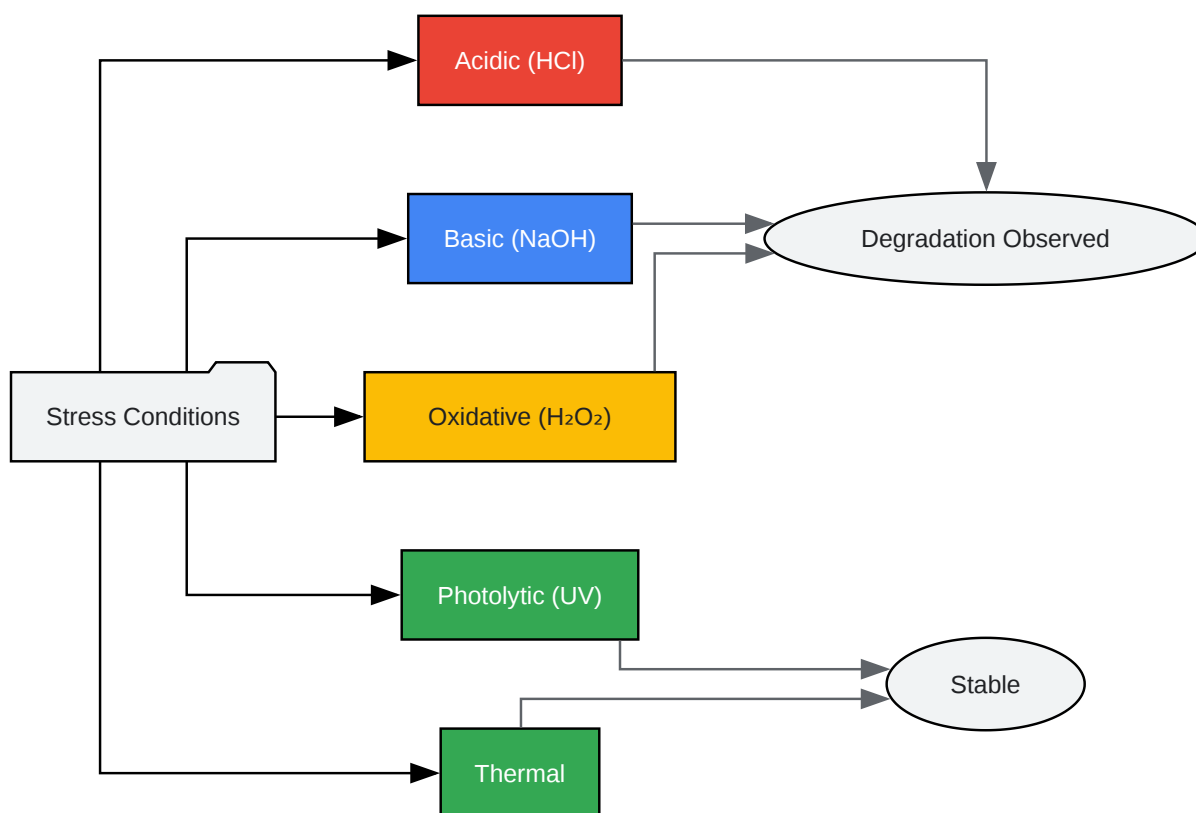 Acidic (HCl)
Basic (NaOH)
Degradation Observed
Stress Conditions
Oxidative (H₂O₂)
Photolytic (UV)
Stable
Thermal